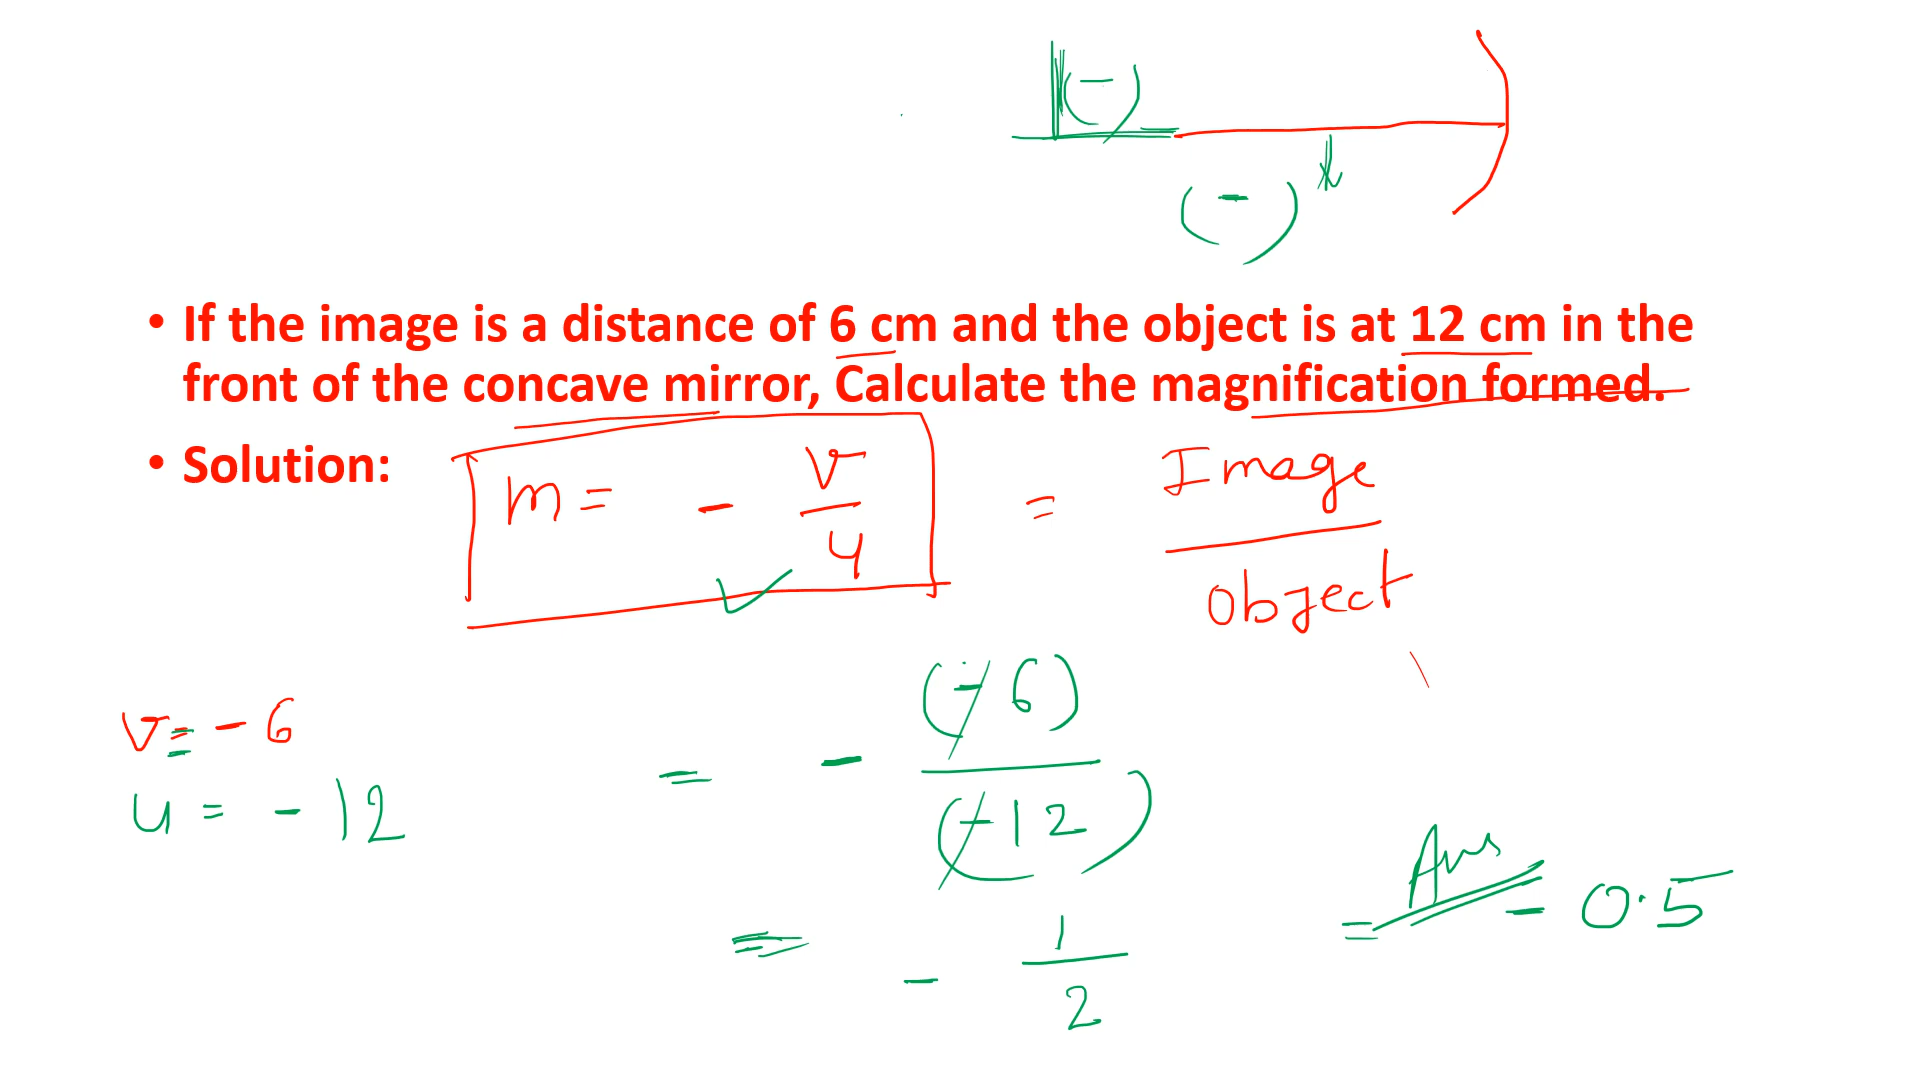 (-)
(-)
• If the image is a distance of 6 cm and the object is at 12 cm in the
front of the concave mirror, Calculate the magnification formed.
• Solution:
m = - v/u = Image/Object
v = - 6
u = - 12
= - (-6)/(-12)
= - 1/2
Ans
= - 0.5